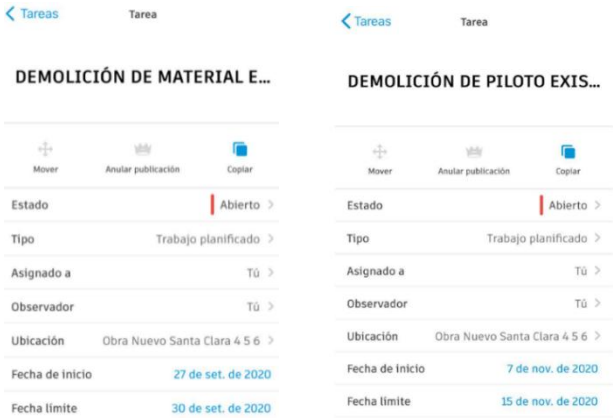 Tareas
Tarea
DEMOLICIÓN DE MATERIAL E...
Mover
Anular publicación
Copiar
Estado Abierto
Tipo Trabajo planificado
Asignado a Tú
Observador Tú
Ubicación Obra Nuevo Santa Clara 4 5 6
Fecha de inicio 27 de set. de 2020
Fecha límite 30 de set. de 2020
Tareas
Tarea
DEMOLICIÓN DE PILOTO EXIS...
Mover
Anular publicación
Copiar
Estado Abierto
Tipo Trabajo planificado
Asignado a Tú
Observador Tú
Ubicación Obra Nuevo Santa Clara 4 5 6
Fecha de inicio 7 de nov. de 2020
Fecha límite 15 de nov. de 2020